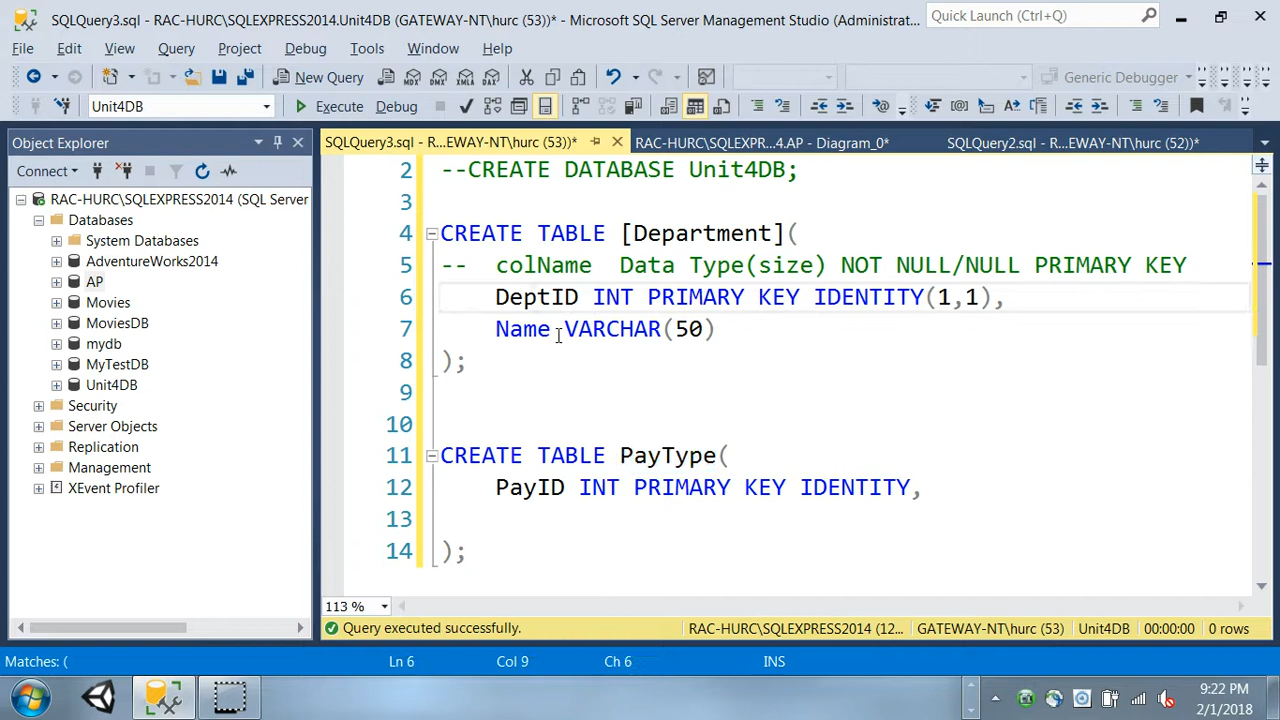 SQLQuery3.sql - RAC-HURC\SQLEXPRESS2014.Unit4DB (GATEWAY-NT\hurc (53))* - Microsoft SQL Server Management Studio (Administrat...
Quick Launch (Ctrl+Q)
File Edit View Query Project Debug Tools Window Help
New Query
MDX DMX XMLA DAX
Generic Debugger
Unit4DB
Execute Debug
Object Explorer
SQLQuery3.sql - R...EWAY-NT\hurc (53))*
RAC-HURC\SQLEXPR...4.AP - Diagram_0*
SQLQuery2.sql - R...EWAY-NT\hurc (52))*
Connect
RAC-HURC\SQLEXPRESS2014 (SQL Server
Databases
System Databases
AdventureWorks2014
AP
Movies
MoviesDB
mydb
MyTestDB
Unit4DB
Security
Server Objects
Replication
Management
XEvent Profiler
2 --CREATE DATABASE Unit4DB;
3
4 CREATE TABLE [Department](
5 -- colName Data Type(size) NOT NULL/NULL PRIMARY KEY
6 DeptID INT PRIMARY KEY IDENTITY(1,1),
7 Name VARCHAR(50)
8 );
9
10
11 CREATE TABLE PayType(
12 PayID INT PRIMARY KEY IDENTITY,
13
14 );
113 %
Query executed successfully.
RAC-HURC\SQLEXPRESS2014 (12... GATEWAY-NT\hurc (53) Unit4DB 00:00:00 0 rows
Matches: ( Ln 6 Col 9 Ch 6 INS
9:22 PM
2/1/2018